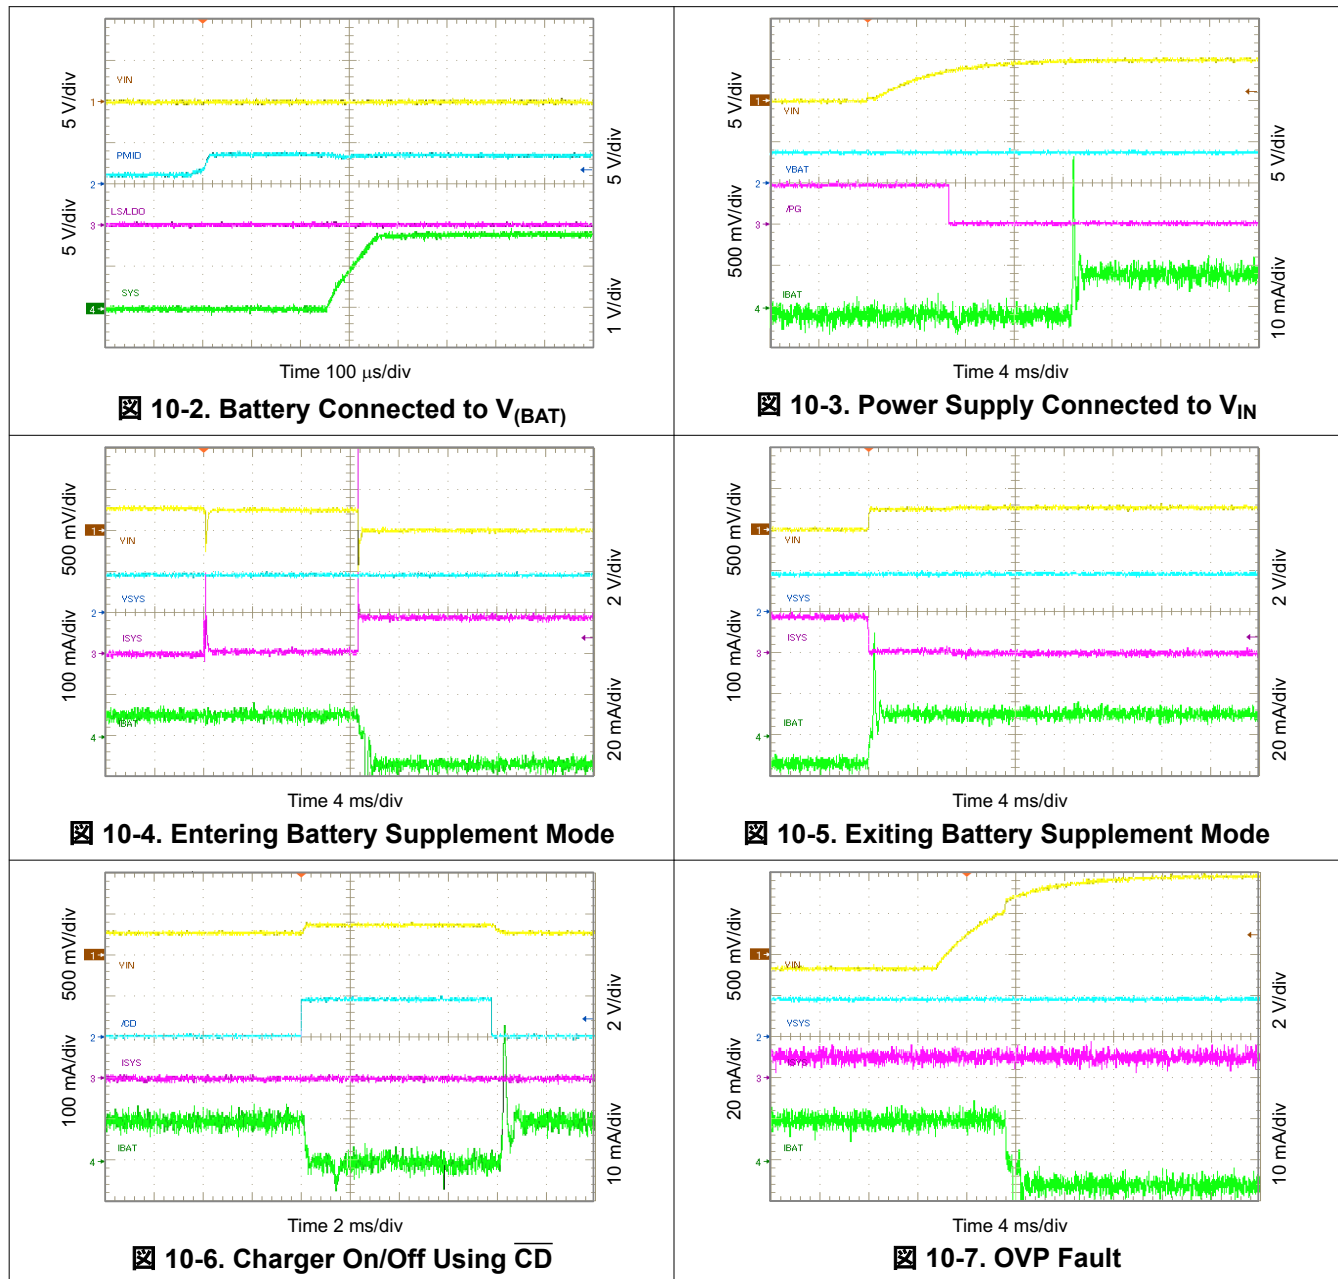 5 V/div
5 V/div
5 V/div
1 V/div
VIN
PMID
LS/LDO
SYS
1
2
3
4
Time 100 μs/div
図 10-2. Battery Connected to V(BAT)
5 V/div
500 mV/div
5 V/div
10 mA/div
VIN
VBAT
/PG
IBAT
1
2
3
4
Time 4 ms/div
図 10-3. Power Supply Connected to VIN
500 mV/div
100 mA/div
2 V/div
20 mA/div
VIN
VSYS
ISYS
IBAT
1
2
3
4
Time 4 ms/div
図 10-4. Entering Battery Supplement Mode
500 mV/div
100 mA/div
2 V/div
20 mA/div
VIN
VSYS
ISYS
IBAT
1
2
3
4
Time 4 ms/div
図 10-5. Exiting Battery Supplement Mode
500 mV/div
100 mA/div
2 V/div
10 mA/div
VIN
/CD
ISYS
IBAT
1
2
3
4
Time 2 ms/div
図 10-6. Charger On/Off Using C̅D̅
500 mV/div
20 mA/div
2 V/div
10 mA/div
VIN
VSYS
ISYS
IBAT
1
2
3
4
Time 4 ms/div
図 10-7. OVP Fault